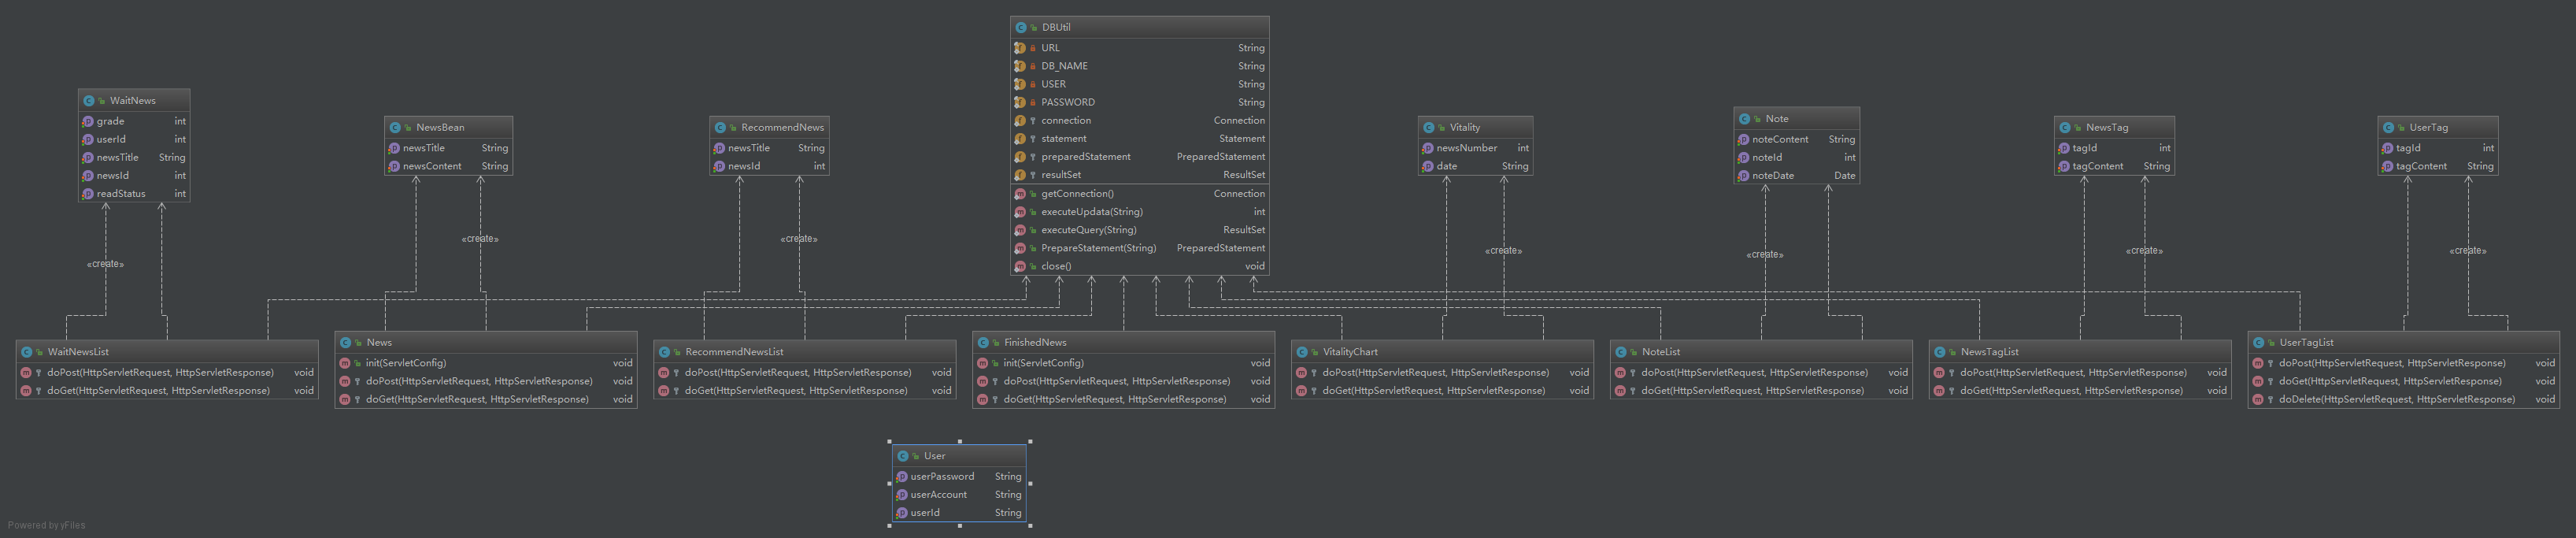 DBUtil
URL String
DB_NAME String
USER String
PASSWORD String
connection Connection
statement Statement
preparedStatement PreparedStatement
resultSet ResultSet
getConnection() Connection
executeUpdata(String) int
executeQuery(String) ResultSet
PrepareStatement(String) PreparedStatement
close() void
WaitNews
grade int
userId int
newsTitle String
newsId int
readStatus int
NewsBean
newsTitle String
newsContent String
RecommendNews
newsTitle String
newsId int
Vitality
newsNumber int
date String
Note
noteContent String
noteId int
noteDate Date
NewsTag
tagId int
tagContent String
UserTag
tagId int
tagContent String
«create»
«create»
«create»
«create»
«create»
«create»
«create»
WaitNewsList
doPost(HttpServletRequest, HttpServletResponse) void
doGet(HttpServletRequest, HttpServletResponse) void
News
init(ServletConfig) void
doPost(HttpServletRequest, HttpServletResponse) void
doGet(HttpServletRequest, HttpServletResponse) void
RecommendNewsList
doPost(HttpServletRequest, HttpServletResponse) void
doGet(HttpServletRequest, HttpServletResponse) void
FinishedNews
init(ServletConfig) void
doPost(HttpServletRequest, HttpServletResponse) void
doGet(HttpServletRequest, HttpServletResponse) void
VitalityChart
doPost(HttpServletRequest, HttpServletResponse) void
doGet(HttpServletRequest, HttpServletResponse) void
NoteList
doPost(HttpServletRequest, HttpServletResponse) void
doGet(HttpServletRequest, HttpServletResponse) void
NewsTagList
doPost(HttpServletRequest, HttpServletResponse) void
doGet(HttpServletRequest, HttpServletResponse) void
UserTagList
doPost(HttpServletRequest, HttpServletResponse) void
doGet(HttpServletRequest, HttpServletResponse) void
doDelete(HttpServletRequest, HttpServletResponse) void
User
userPassword String
userAccount String
userId String
Powered by yFiles